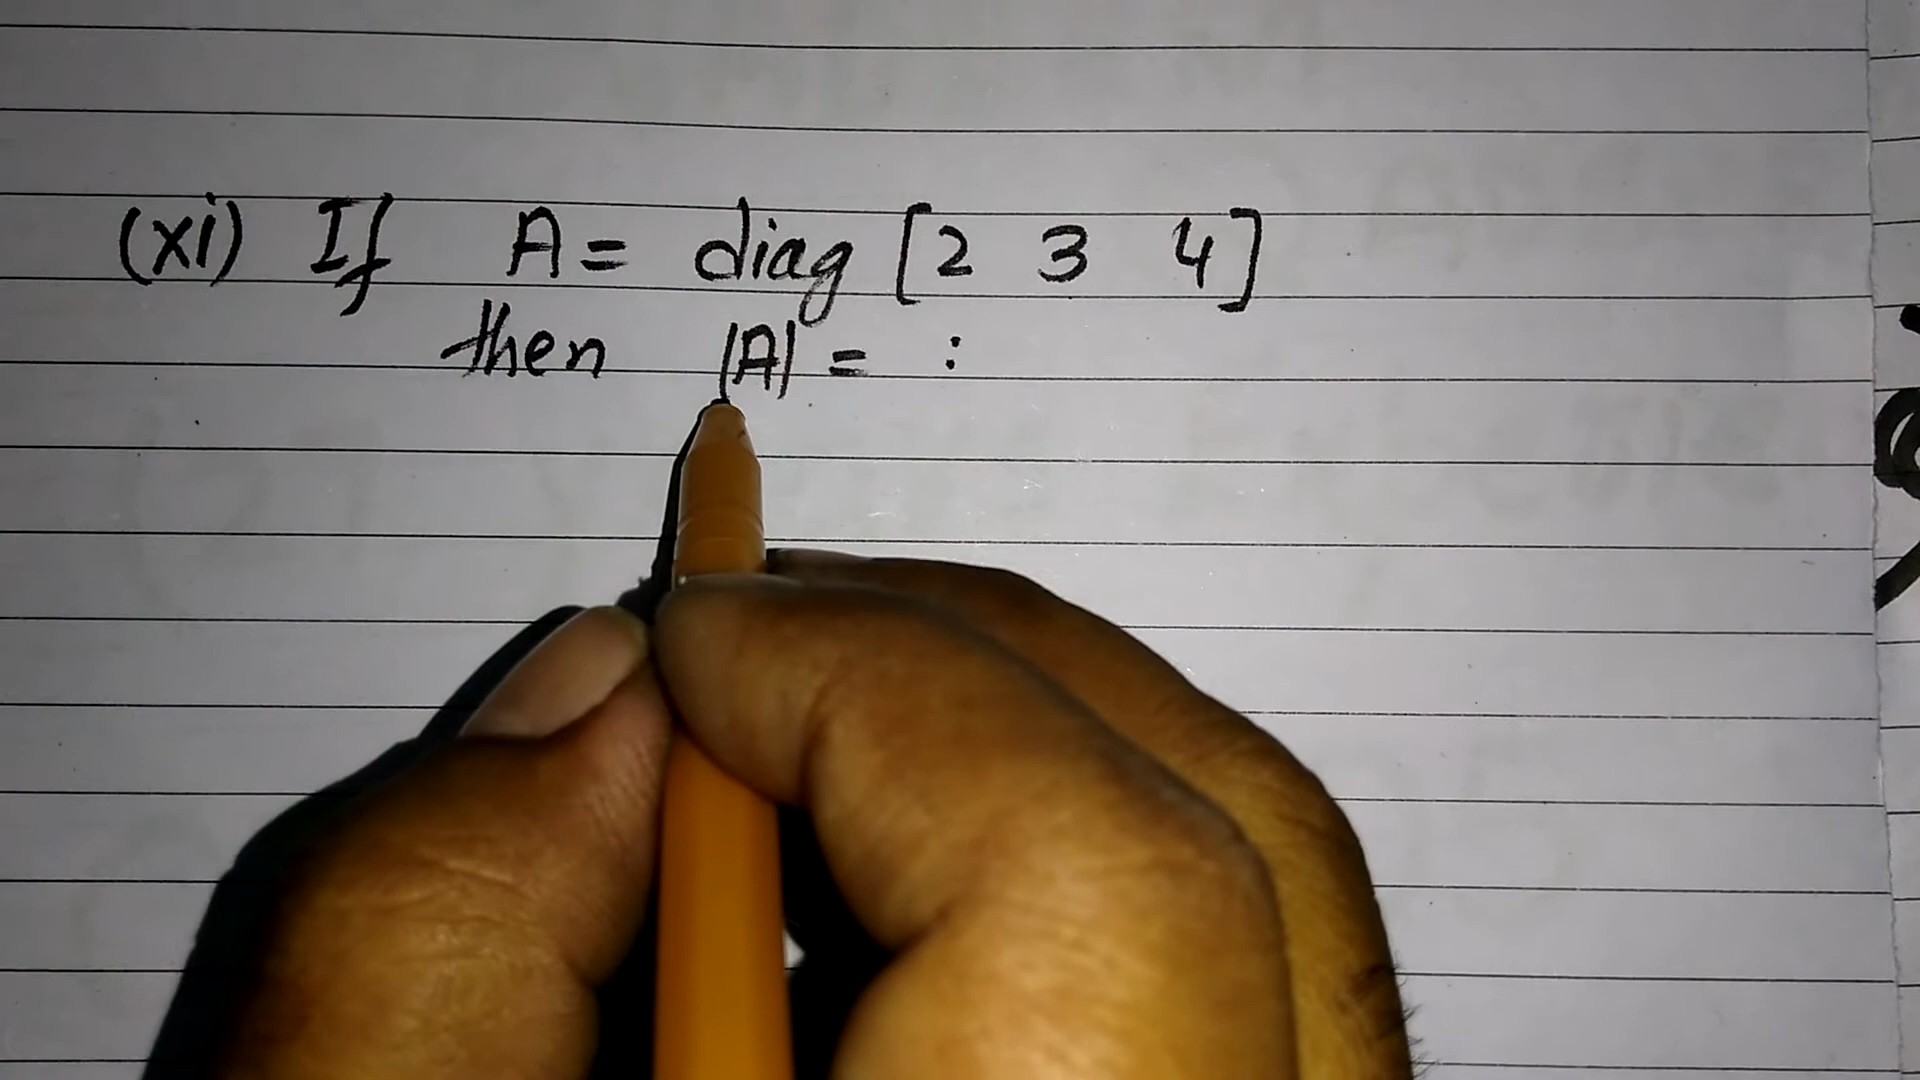 (xi) If A = diag [2 3 4]
then |A| = :